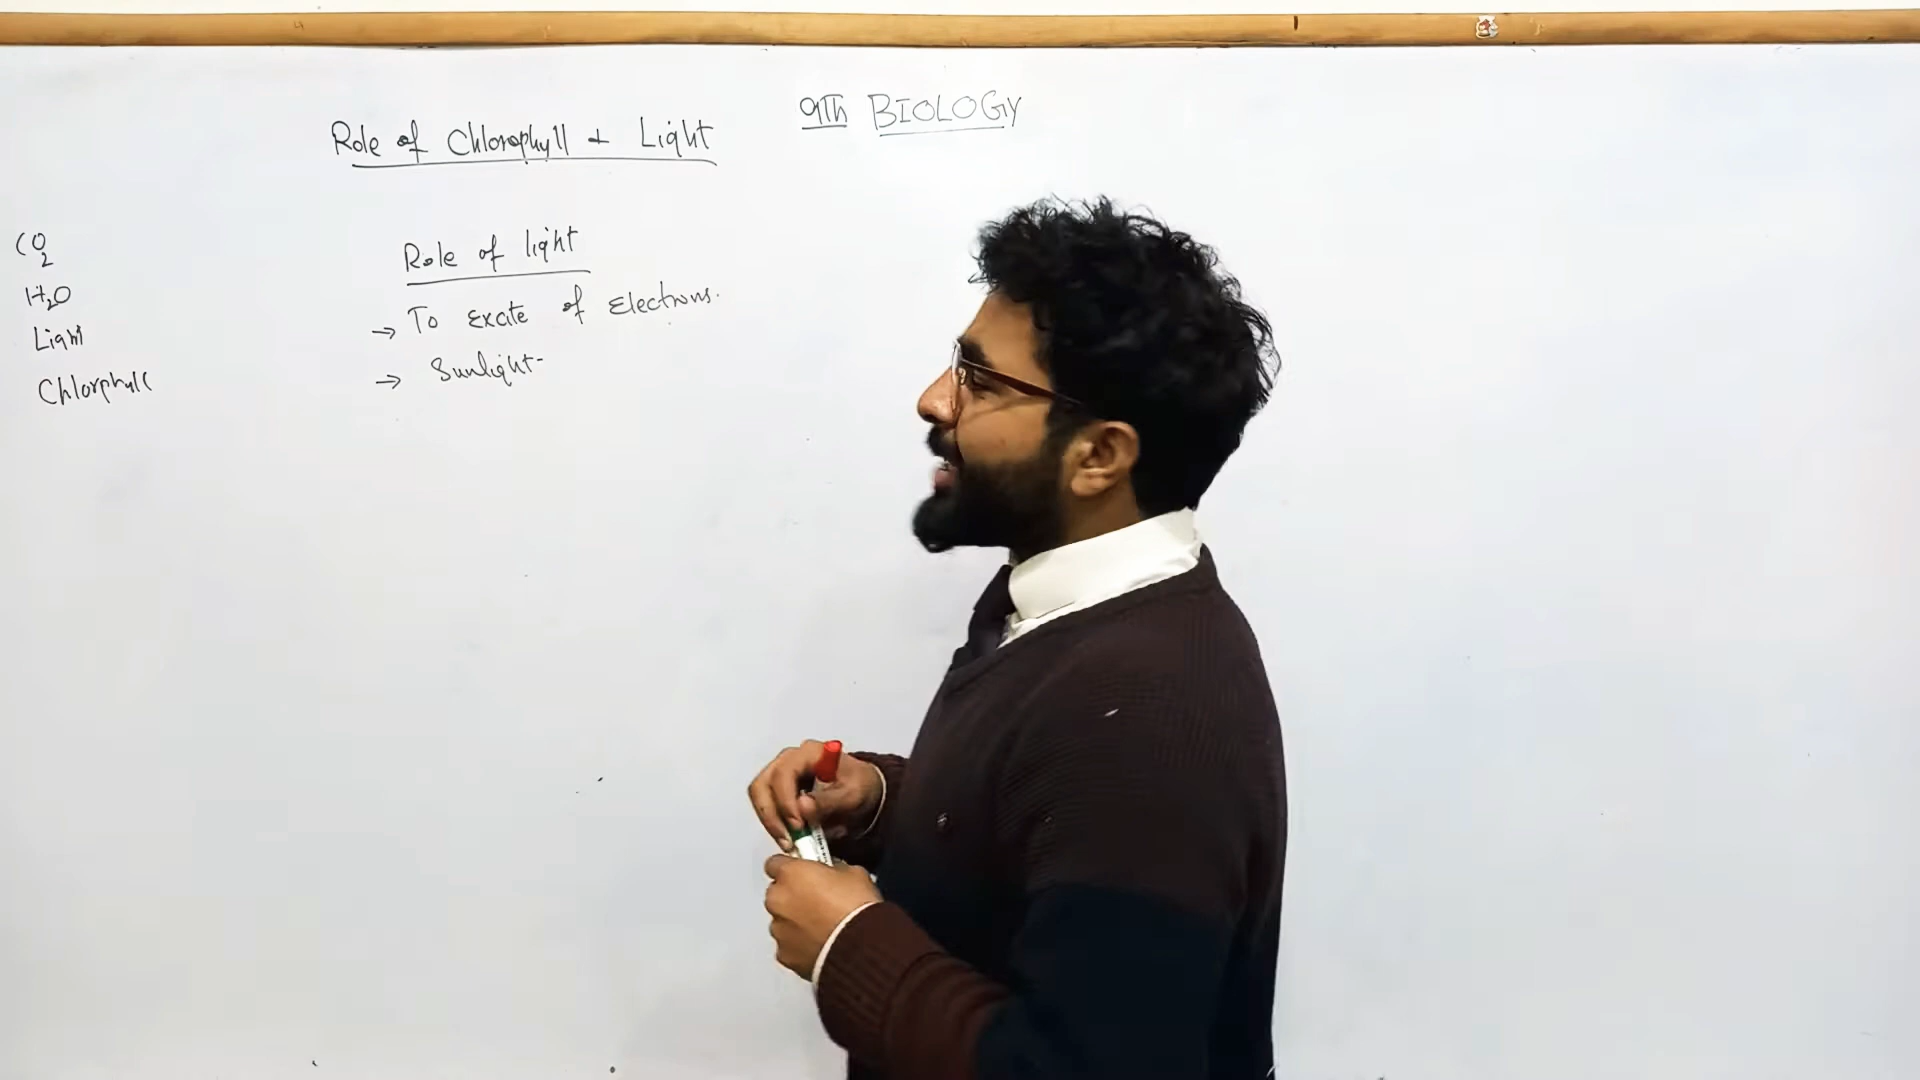 9Th BIOLOGY
Role of Chlorophyll + Light
CO2
H2O
Light
Chlorphyll
Role of light
→ To Excite of Electrons.
→ Sunlight-